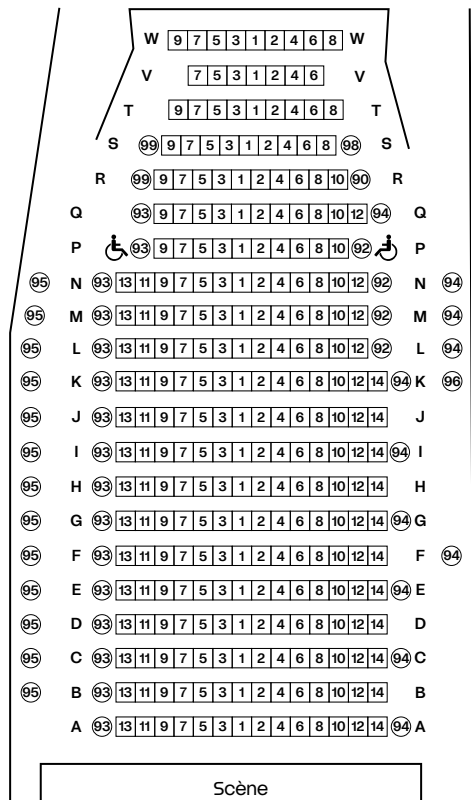 W 9 7 5 3 1 2 4 6 8 W
V 7 5 3 1 2 4 6 V
T 9 7 5 3 1 2 4 6 8 T
S 99 9 7 5 3 1 2 4 6 8 98 S
R 99 9 7 5 3 1 2 4 6 8 10 90 R
Q 93 9 7 5 3 1 2 4 6 8 10 12 94 Q
P 93 9 7 5 3 1 2 4 6 8 10 92 P
95 N 93 13 11 9 7 5 3 1 2 4 6 8 10 12 92 N 94
95 M 93 13 11 9 7 5 3 1 2 4 6 8 10 12 92 M 94
95 L 93 13 11 9 7 5 3 1 2 4 6 8 10 12 92 L 94
95 K 93 13 11 9 7 5 3 1 2 4 6 8 10 12 14 94 K 96
95 J 93 13 11 9 7 5 3 1 2 4 6 8 10 12 14 J
95 I 93 13 11 9 7 5 3 1 2 4 6 8 10 12 14 94 I
95 H 93 13 11 9 7 5 3 1 2 4 6 8 10 12 14 H
95 G 93 13 11 9 7 5 3 1 2 4 6 8 10 12 14 94 G
95 F 93 13 11 9 7 5 3 1 2 4 6 8 10 12 14 F 94
95 E 93 13 11 9 7 5 3 1 2 4 6 8 10 12 14 94 E
95 D 93 13 11 9 7 5 3 1 2 4 6 8 10 12 14 D
95 C 93 13 11 9 7 5 3 1 2 4 6 8 10 12 14 94 C
95 B 93 13 11 9 7 5 3 1 2 4 6 8 10 12 14 B
A 93 13 11 9 7 5 3 1 2 4 6 8 10 12 14 94 A
Scène